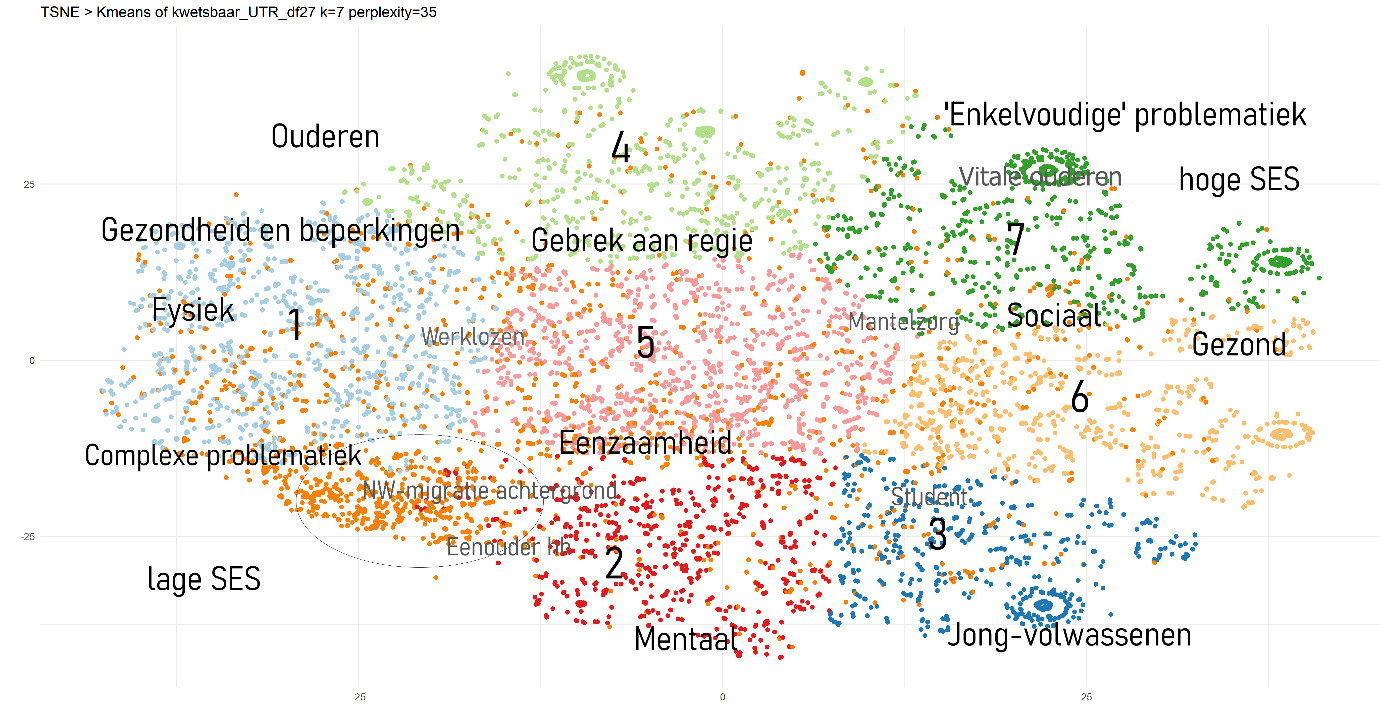 TSNE > Kmeans of kwetsbaar_UTR_df27 k=7 perplexity=35
'Enkelvoudige' problematiek
Ouderen
4
25
Vitale ouderen
hoge SES
Gezondheid en beperkingen
Gebrek aan regie
7
Fysiek
1
Werklozen
5
Mantelzorg
Sociaal
Gezond
0
6
Eenzaamheid
Complexe problematiek
NW-migratie achtergrond
Student
-25
Eenouder hh
2
3
lage SES
Mentaal
Jong-volwassenen
25
0
25